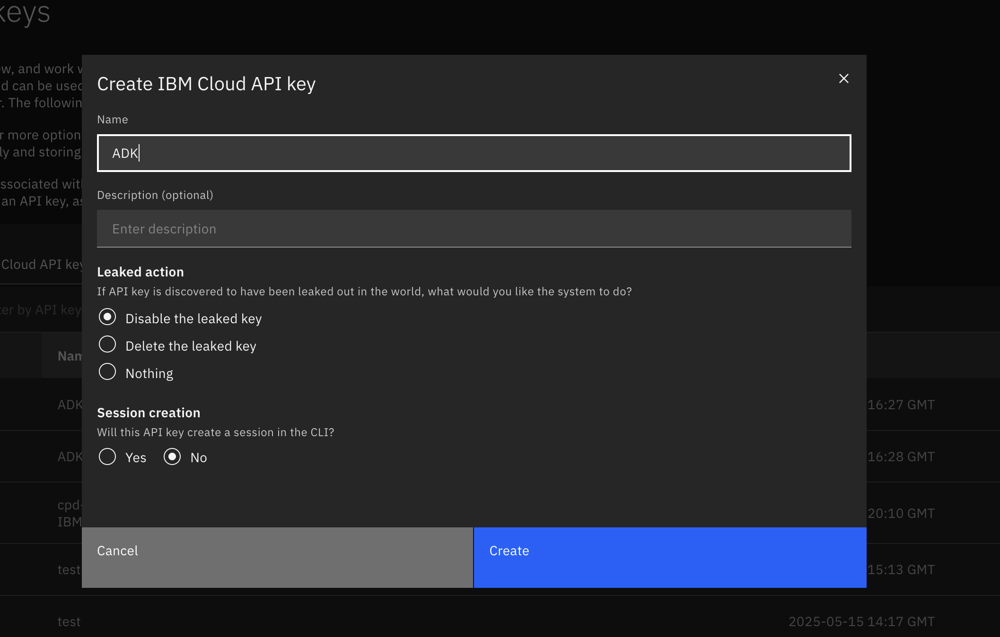 keys
ew, and work
d can be used
r. The followin
r more option
ly and storing
ssociated with
an API key, as
Cloud API key
ter by API key
Nam
ADK
16:27 GMT
ADK
16:28 GMT
cpd-
IBM
20:10 GMT
test
15:13 GMT
test
2025-05-15 14:17 GMT
Create IBM Cloud API key
Name
ADK
Description (optional)
Enter description
Leaked action
If API key is discovered to have been leaked out in the world, what would you like the system to do?
Disable the leaked key
Delete the leaked key
Nothing
Session creation
Will this API key create a session in the CLI?
Yes No
Cancel
Create